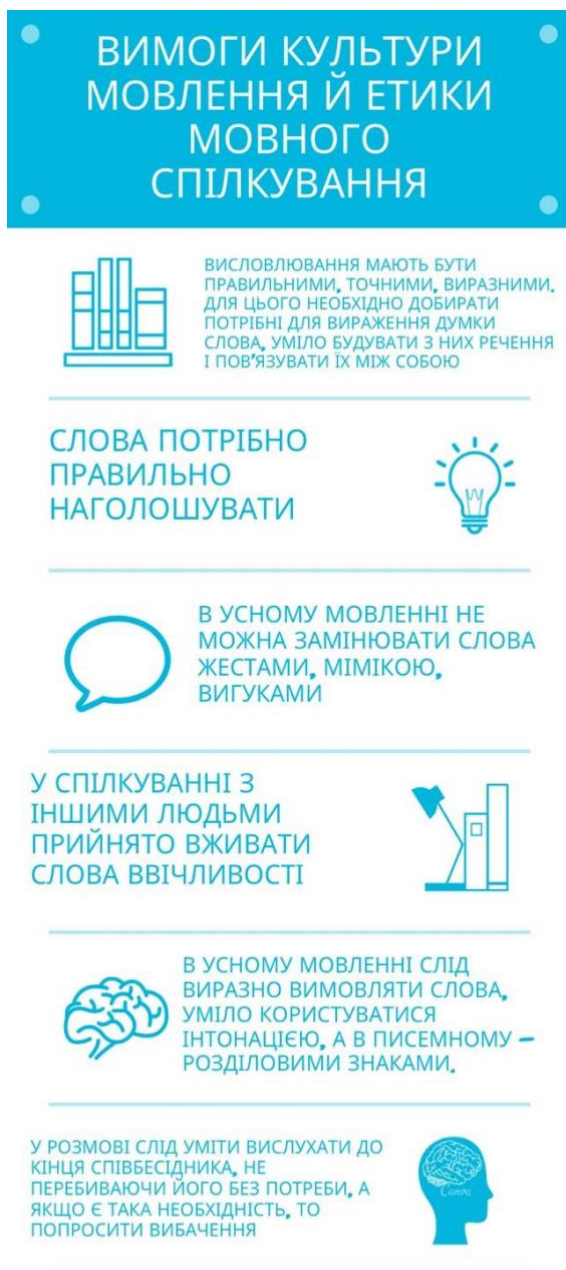 ВИМОГИ КУЛЬТУРИ
МОВЛЕННЯ Й ЕТИКИ
МОВНОГО
СПІЛКУВАННЯ
ВИСЛОВЛЮВАННЯ МАЮТЬ БУТИ
ПРАВИЛЬНИМИ, ТОЧНИМИ, ВИРАЗНИМИ.
ДЛЯ ЦЬОГО НЕОБХІДНО ДОБИРАТИ
ПОТРІБНІ ДЛЯ ВИРАЖЕННЯ ДУМКИ
СЛОВА, УМІЛО БУДУВАТИ З НИХ РЕЧЕННЯ
І ПОВ'ЯЗУВАТИ ЇХ МІЖ СОБОЮ
СЛОВА ПОТРІБНО
ПРАВИЛЬНО
НАГОЛОШУВАТИ
В УСНОМУ МОВЛЕННІ НЕ
МОЖНА ЗАМІНЮВАТИ СЛОВА
ЖЕСТАМИ, МІМІКОЮ,
ВИГУКАМИ
У СПІЛКУВАННІ З
ІНШИМИ ЛЮДЬМИ
ПРИЙНЯТО ВЖИВАТИ
СЛОВА ВВІЧЛИВОСТІ
В УСНОМУ МОВЛЕННІ СЛІД
ВИРАЗНО ВИМОВЛЯТИ СЛОВА,
УМІЛО КОРИСТУВАТИСЯ
ІНТОНАЦІЄЮ, А В ПИСЕМНОМУ –
РОЗДІЛОВИМИ ЗНАКАМИ.
У РОЗМОВІ СЛІД УМІТИ ВИСЛУХАТИ ДО
КІНЦЯ СПІВБЕСІДНИКА, НЕ
ПЕРЕБИВАЮЧИ ЙОГО БЕЗ ПОТРЕБИ, А
ЯКЩО Є ТАКА НЕОБХІДНІСТЬ, ТО
ПОПРОСИТИ ВИБАЧЕННЯ
Canva